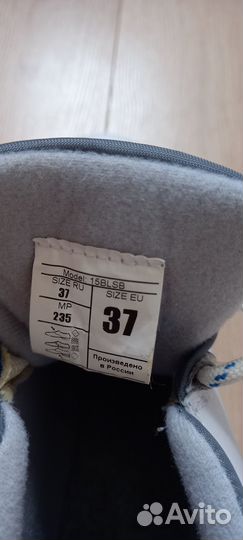 Model: 15BLSB
SIZE RU
37
MP
235
SIZE EU
37
Произведено
в России
Avito